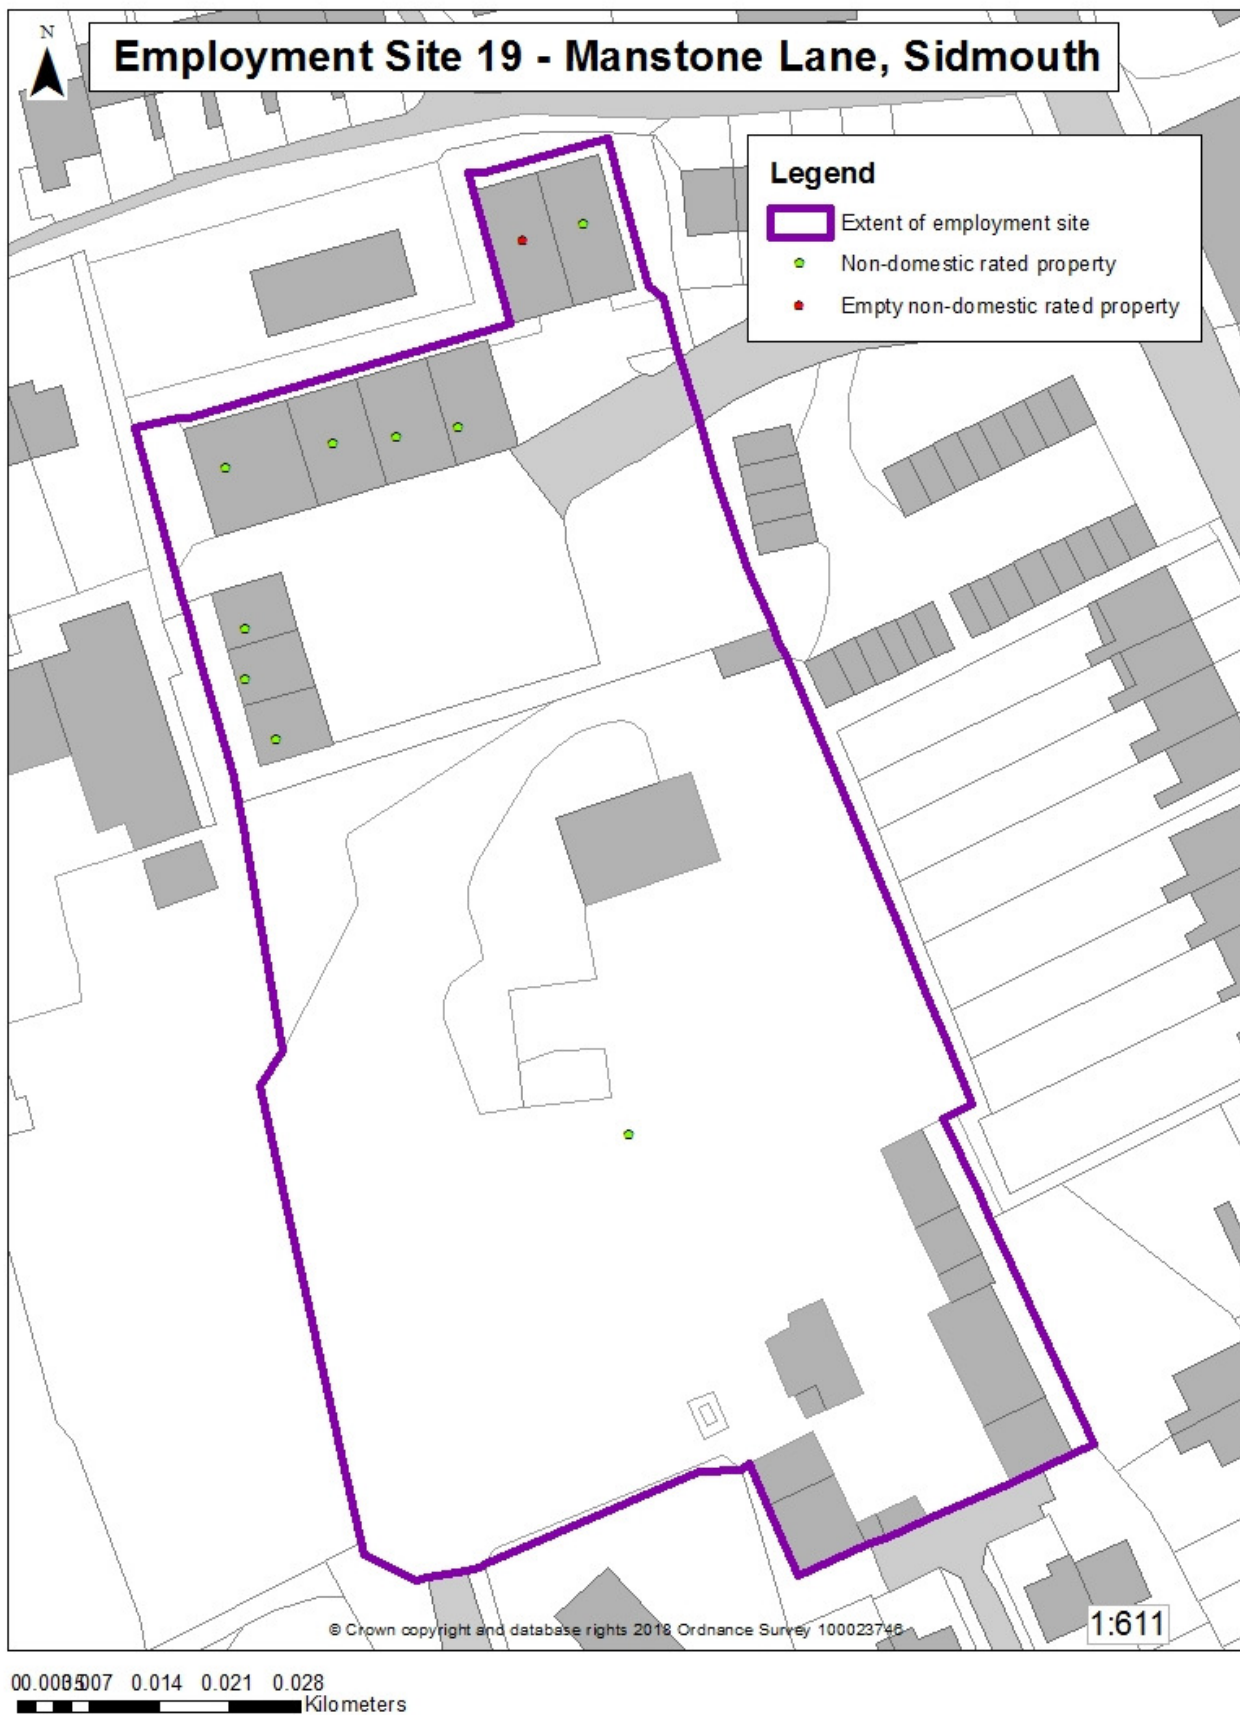 N
Employment Site 19 - Manstone Lane, Sidmouth
Legend
Extent of employment site
Non-domestic rated property
Empty non-domestic rated property
© Crown copyright and database rights 2018 Ordnance Survey 100023746
1:611
0.014 0.021 0.028
Kilometers